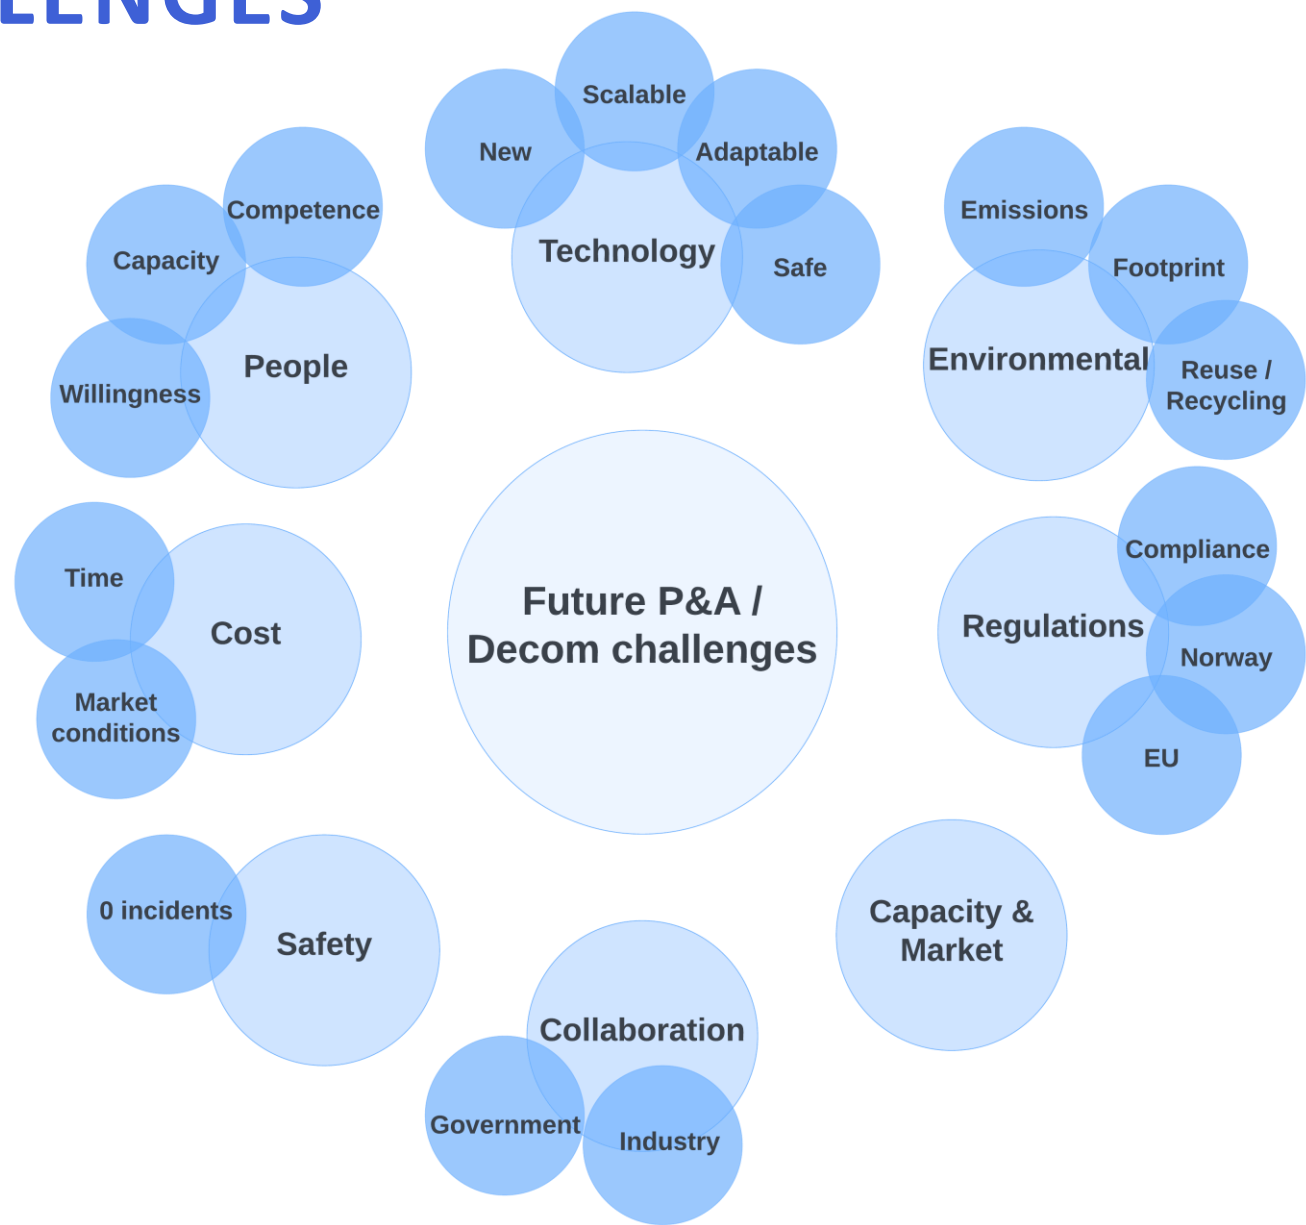 LLENGES
Scalable
New
Adaptable
Safe
Technology
Competence
Capacity
Willingness
People
Emissions
Footprint
Reuse /
Recycling
Environmental
Time
Market
conditions
Cost
Future P&A /
Decom challenges
Compliance
Norway
EU
Regulations
0 incidents
Safety
Collaboration
Government
Industry
Capacity &
Market